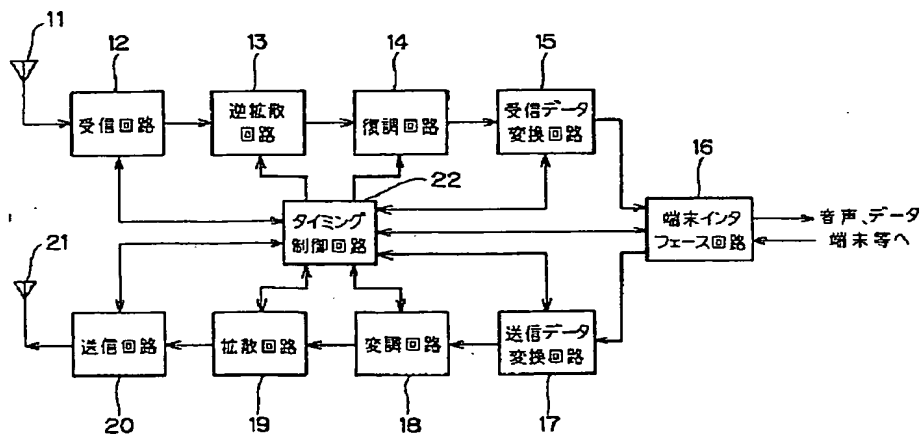 11
12
13
14
15
受信回路
逆拡散
回路
復調回路
受信データ
変換回路
16
22
タイミング
制御回路
端末インタ
フェース回路
音声、データ
端末等へ
21
送信回路
拡散回路
変調回路
送信データ
変換回路
20
19
18
17